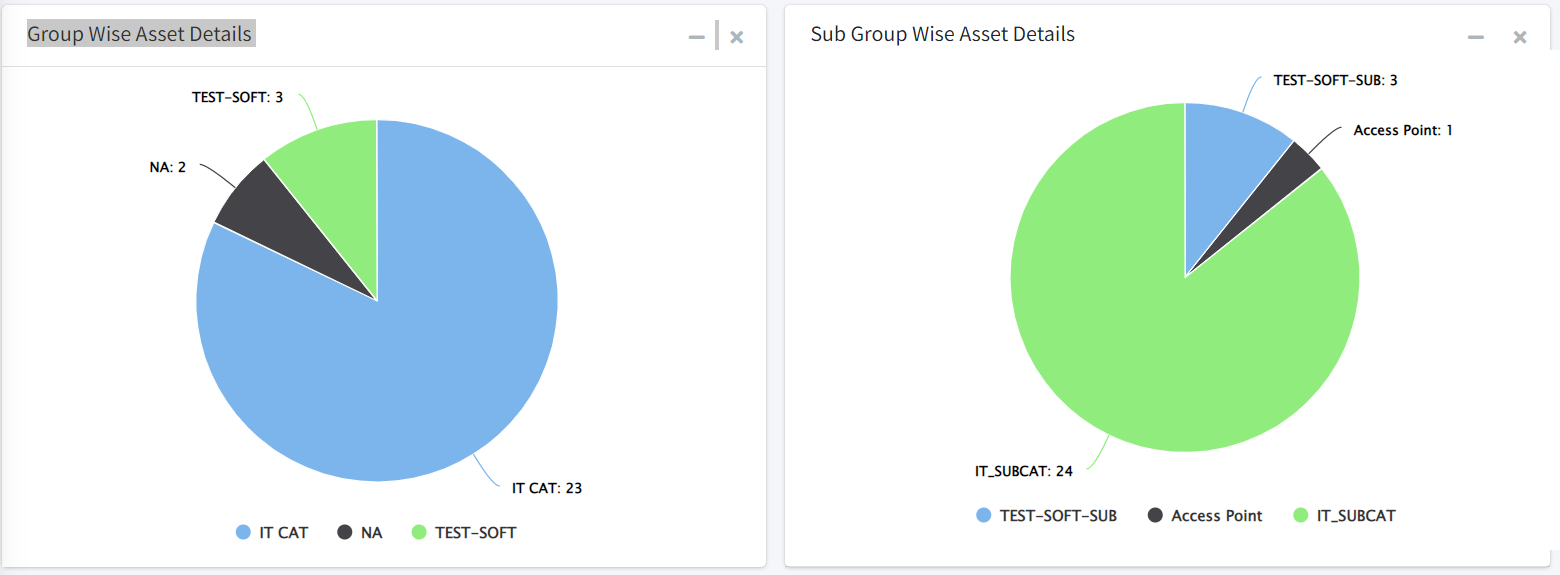 Group Wise Asset Details
TEST-SOFT: 3
NA: 2
IT CAT: 23
IT CAT NA TEST-SOFT
Sub Group Wise Asset Details
TEST-SOFT-SUB: 3
Access Point: 1
IT_SUBCAT: 24
TEST-SOFT-SUB Access Point IT_SUBCAT